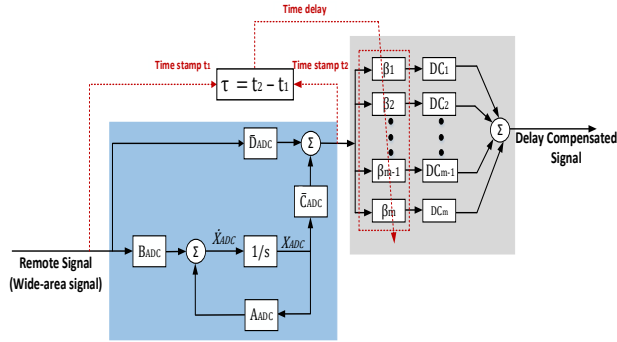 Time delay
Time stamp t₁
Time stamp t₂
τ = t₂ – t₁
β₁
DC₁
β₂
DC₂
D̄ADC
Σ
Σ
Delay Compensated
Signal
βm-1
DCm-1
C̄ADC
βm
DCm
Remote Signal
(Wide-area signal)
BADC
Σ
ẊADC
1/s
XADC
AADC